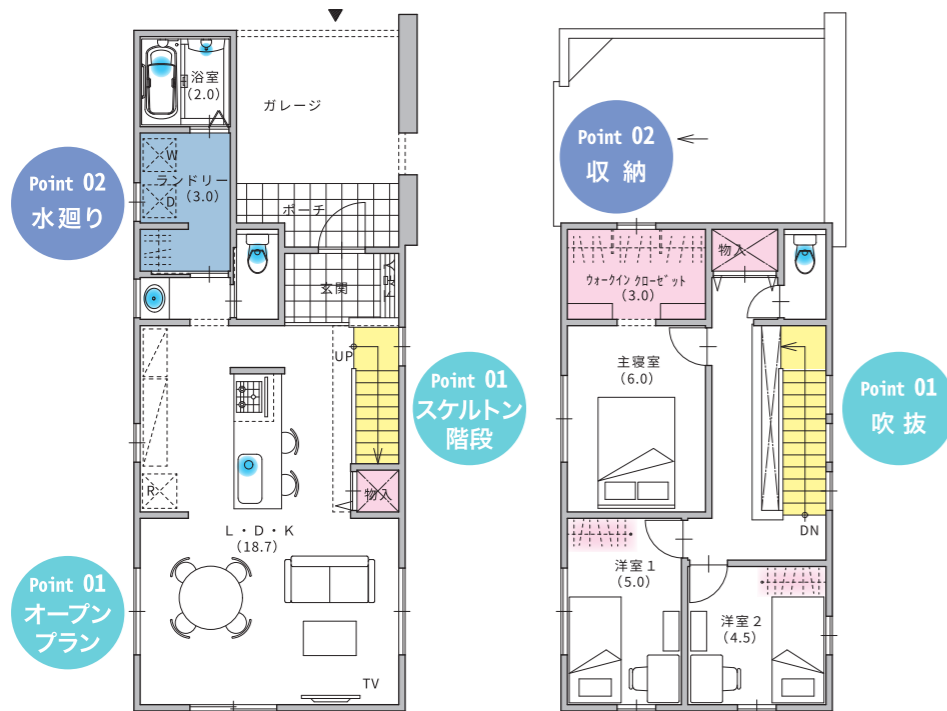 浴室
(2.0)
ガレージ
W
ランドリー
(3.0)
D
ポーチ
Point 02
水廻り
玄関
下足入
UP
Point 01
スケルトン
階段
R
物入
L・D・K
(18.7)
Point 01
オープン
プラン
TV
Point 02
収納
物入
ウォークインクローゼット
(3.0)
主寝室
(6.0)
Point 01
吹抜
DN
洋室1
(5.0)
洋室2
(4.5)